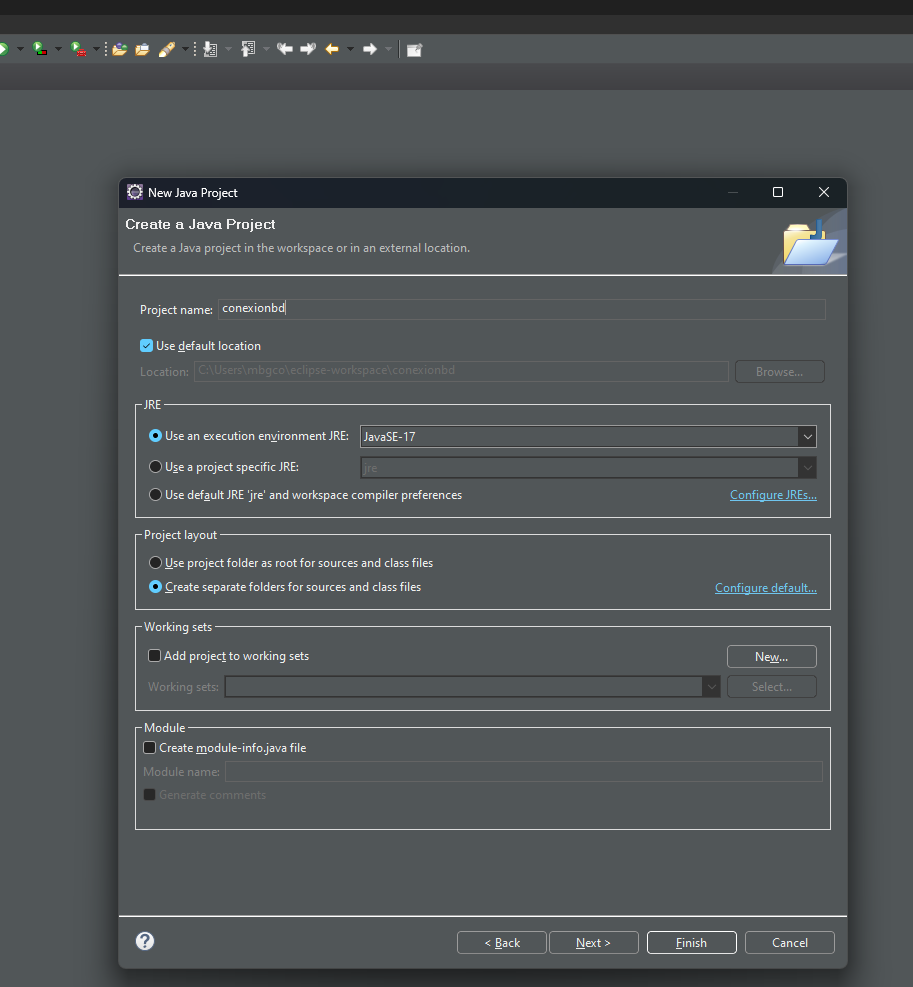 New Java Project
Create a Java Project
Create a Java project in the workspace or in an external location.
Project name: conexionbd
Use default location
Location: C:\Users\mbgco\eclipse-workspace\conexionbd Browse...
JRE
Use an execution environment JRE: JavaSE-17
Use a project specific JRE: jre
Use default JRE 'jre' and workspace compiler preferences Configure JREs...
Project layout
Use project folder as root for sources and class files
Create separate folders for sources and class files Configure default...
Working sets
Add project to working sets New...
Working sets: Select...
Module
Create module-info.java file
Module name:
Generate comments
? < Back Next > Finish Cancel